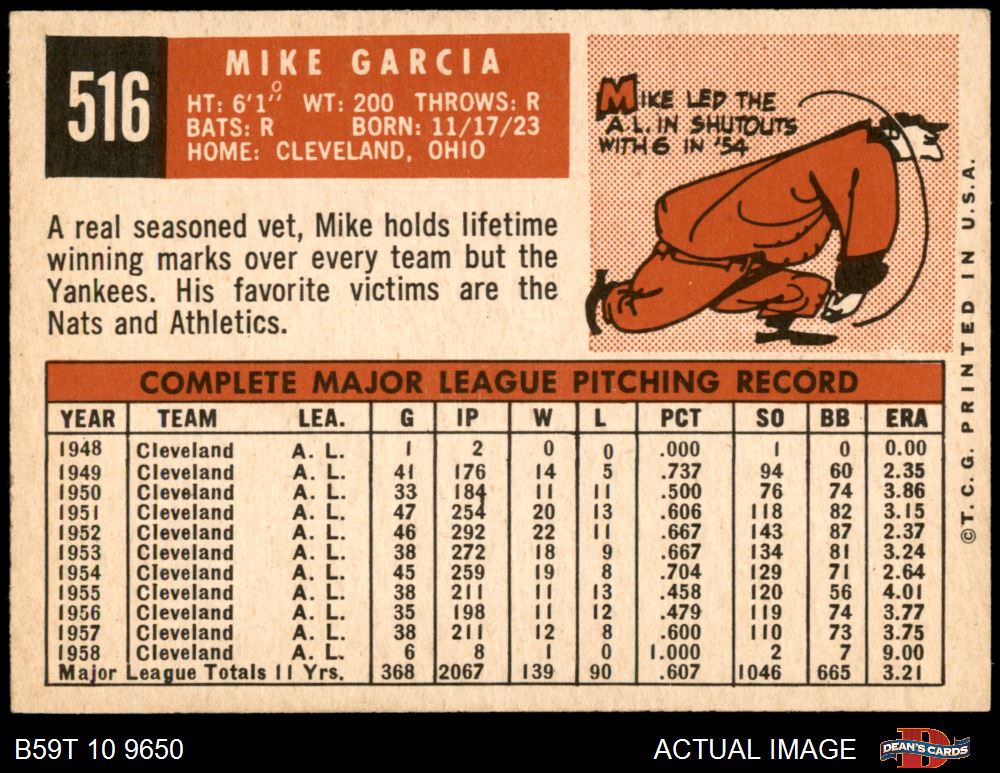 516
MIKE GARCIA
HT: 6'1" WT: 200 THROWS: R
BATS: R BORN: 11/17/23
HOME: CLEVELAND, OHIO
A real seasoned vet, Mike holds lifetime
winning marks over every team but the
Yankees. His favorite victims are the
Nats and Athletics.
MIKE LED THE
A.L. IN SHUTOUTS
WITH 6 IN '54
©T.C.G. PRINTED IN U.S.A.
COMPLETE MAJOR LEAGUE PITCHING RECORD
YEAR TEAM LEA. G IP W L PCT SO BB ERA
1948 Cleveland A. L. 1 2 0 0 .000 1 0 0.00
1949 Cleveland A. L. 41 176 14 5 .737 94 60 2.35
1950 Cleveland A. L. 33 184 11 11 .500 76 74 3.86
1951 Cleveland A. L. 47 254 20 13 .606 118 82 3.15
1952 Cleveland A. L. 46 292 22 11 .667 143 87 2.37
1953 Cleveland A. L. 38 272 18 9 .667 134 81 3.24
1954 Cleveland A. L. 45 259 19 8 .704 129 71 2.64
1955 Cleveland A. L. 38 211 11 13 .458 120 56 4.01
1956 Cleveland A. L. 35 198 11 12 .479 119 74 3.77
1957 Cleveland A. L. 38 211 12 8 .600 110 73 3.75
1958 Cleveland A. L. 6 8 1 0 1.000 2 7 9.00
Major League Totals 11 Yrs. 368 2067 139 90 .607 1046 665 3.21
B59T 10 9650
ACTUAL IMAGE
DEAN'S CARDS